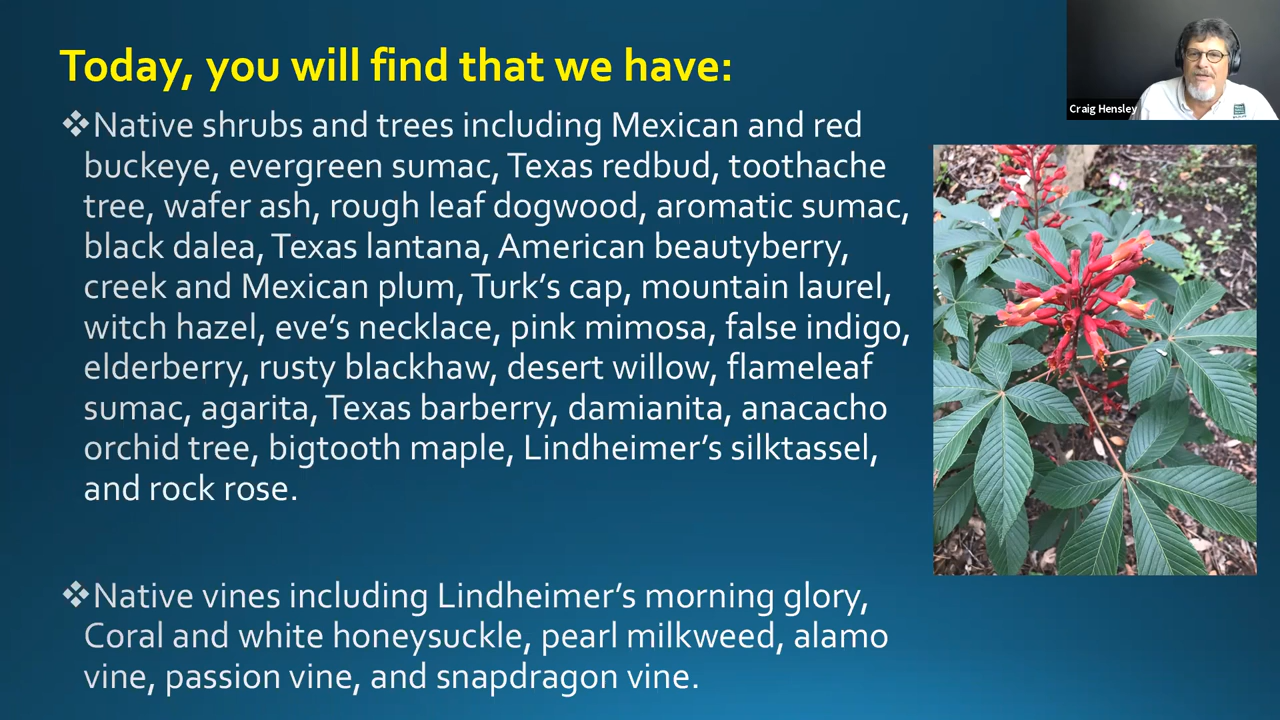 Today, you will find that we have:
❖Native shrubs and trees including Mexican and red
buckeye, evergreen sumac, Texas redbud, toothache
tree, wafer ash, rough leaf dogwood, aromatic sumac,
black dalea, Texas lantana, American beautyberry,
creek and Mexican plum, Turk’s cap, mountain laurel,
witch hazel, eve’s necklace, pink mimosa, false indigo,
elderberry, rusty blackhaw, desert willow, flameleaf
sumac, agarita, Texas barberry, damianita, anacacho
orchid tree, bigtooth maple, Lindheimer’s silktassel,
and rock rose.
❖Native vines including Lindheimer’s morning glory,
Coral and white honeysuckle, pearl milkweed, alamo
vine, passion vine, and snapdragon vine.
Craig Hensley